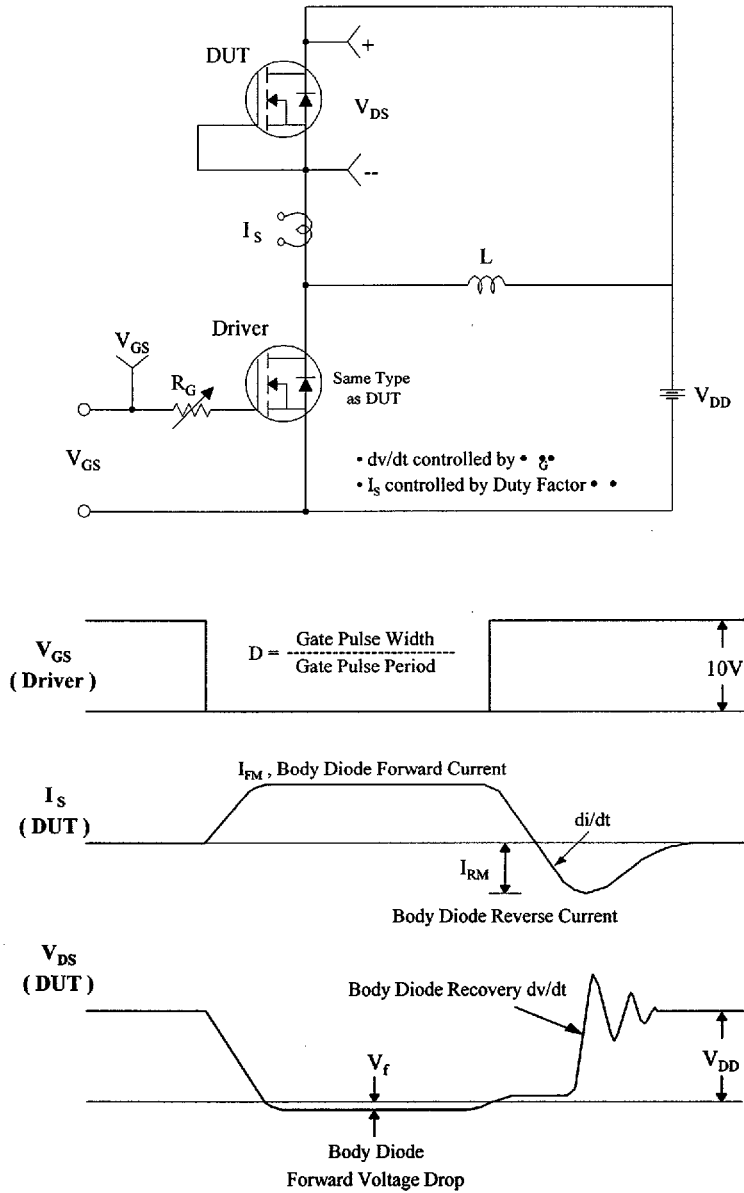 DUT
+
V_DS
--
I_S
L
Driver
V_GS
R_G
Same Type
as DUT
V_DD
V_GS
• dv/dt controlled by • G •
• I_S controlled by Duty Factor • •
V_GS
( Driver )
D = Gate Pulse Width
Gate Pulse Period
10V
I_S
( DUT )
I_FM , Body Diode Forward Current
di/dt
I_RM
Body Diode Reverse Current
V_DS
( DUT )
Body Diode Recovery dv/dt
V_f
V_DD
Body Diode
Forward Voltage Drop